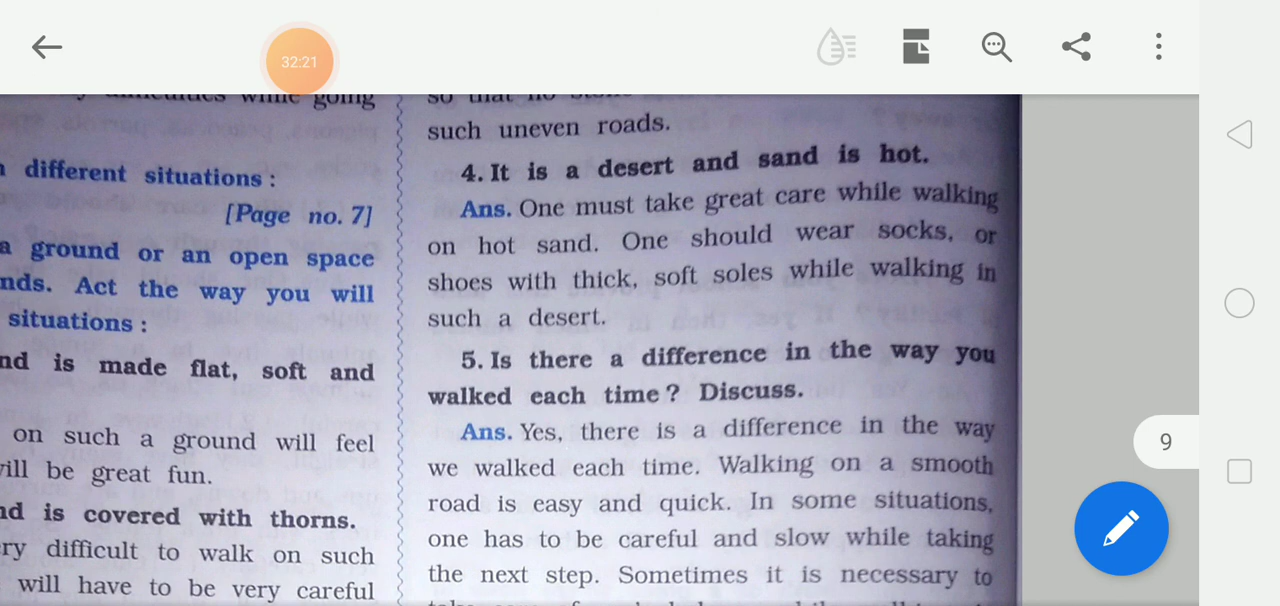 32:21
while going
different situations :
[Page no. 7]
a ground or an open space
nds. Act the way you will
situations :
nd is made flat, soft and
on such a ground will feel
will be great fun.
nd is covered with thorns.
ry difficult to walk on such
will have to be very careful
so that no
such uneven roads.
4. It is a desert and sand is hot.
Ans. One must take great care while walking
on hot sand. One should wear socks, or
shoes with thick, soft soles while walking in
such a desert.
5. Is there a difference in the way you
walked each time? Discuss.
Ans. Yes, there is a difference in the way
we walked each time. Walking on a smooth
road is easy and quick. In some situations,
one has to be careful and slow while taking
the next step. Sometimes it is necessary to
9